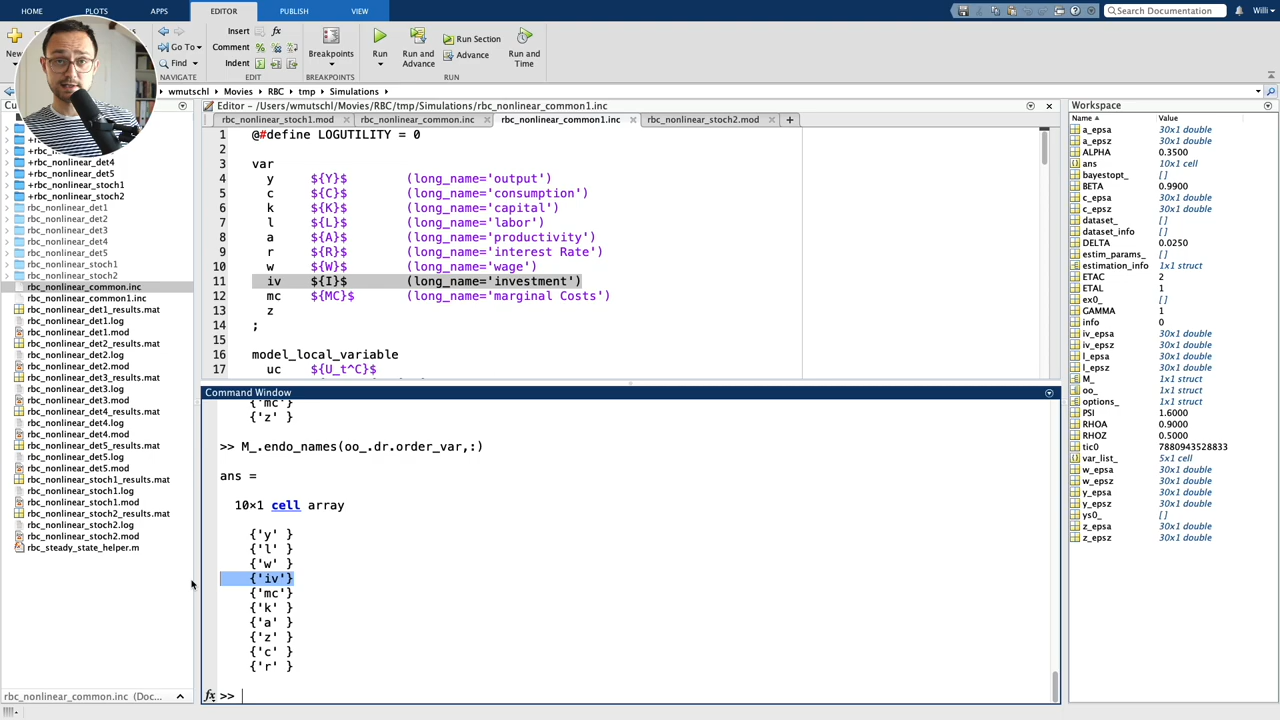 HOME PLOTS APPS EDITOR PUBLISH VIEW
Search Documentation
Willi
New
Go To
Find
NAVIGATE
Insert
Comment
Indent
EDIT
Breakpoints
BREAKPOINTS
Run
Run and
Advance
Run Section
Advance
Run and
Time
RUN
wmutschl Movies RBC tmp Simulations
Editor - /Users/wmutschl/Movies/RBC/tmp/Simulations/rbc_nonlinear_common1.inc
rbc_nonlinear_stoch1.mod rbc_nonlinear_common.inc rbc_nonlinear_common1.inc rbc_nonlinear_stoch2.mod
+rbc_nonlinear_det4
+rbc_nonlinear_det5
+rbc_nonlinear_stoch1
+rbc_nonlinear_stoch2
rbc_nonlinear_det1
rbc_nonlinear_det2
rbc_nonlinear_det3
rbc_nonlinear_det4
rbc_nonlinear_det5
rbc_nonlinear_stoch1
rbc_nonlinear_stoch2
rbc_nonlinear_common.inc
rbc_nonlinear_common1.inc
rbc_nonlinear_det1_results.mat
rbc_nonlinear_det1.log
rbc_nonlinear_det1.mod
rbc_nonlinear_det2_results.mat
rbc_nonlinear_det2.log
rbc_nonlinear_det2.mod
rbc_nonlinear_det3_results.mat
rbc_nonlinear_det3.log
rbc_nonlinear_det3.mod
rbc_nonlinear_det4_results.mat
rbc_nonlinear_det4.log
rbc_nonlinear_det4.mod
rbc_nonlinear_det5_results.mat
rbc_nonlinear_det5.log
rbc_nonlinear_det5.mod
rbc_nonlinear_stoch1_results.mat
rbc_nonlinear_stoch1.log
rbc_nonlinear_stoch1.mod
rbc_nonlinear_stoch2_results.mat
rbc_nonlinear_stoch2.log
rbc_nonlinear_stoch2.mod
rbc_steady_state_helper.m
rbc_nonlinear_common.inc (Doc...
1 @#define LOGUTILITY = 0
2
3 var
4 y ${Y}$ (long_name='output')
5 c ${C}$ (long_name='consumption')
6 k ${K}$ (long_name='capital')
7 l ${L}$ (long_name='labor')
8 a ${A}$ (long_name='productivity')
9 r ${R}$ (long_name='interest Rate')
10 w ${W}$ (long_name='wage')
11 iv ${I}$ (long_name='investment')
12 mc ${MC}$ (long_name='marginal Costs')
13 z
14 ;
15
16 model_local_variable
17 uc ${U_t^C}$
Command Window
{'mc'}
{'z' }
>> M_.endo_names(oo_.dr.order_var,:)
ans =
10×1 cell array
{'y' }
{'l' }
{'w' }
{'iv'}
{'mc'}
{'k' }
{'a' }
{'z' }
{'c' }
{'r' }
fx >>
Workspace
Name Value
a_epsa 30x1 double
a_epsz 30x1 double
ALPHA 0.3500
ans 10x1 cell
bayestopt_ []
BETA 0.9900
c_epsa 30x1 double
c_epsz 30x1 double
dataset_ []
dataset_info []
DELTA 0.0250
estim_params_ []
estimation_info 1x1 struct
ETAC 2
ETAL 1
ex0_ []
GAMMA 1
info 0
iv_epsa 30x1 double
iv_epsz 30x1 double
l_epsa 30x1 double
l_epsz 30x1 double
M_ 1x1 struct
oo_ 1x1 struct
options_ 1x1 struct
PSI 1.6000
RHOA 0.9000
RHOZ 0.5000
tic0 7880943528833
var_list_ 5x1 cell
w_epsa 30x1 double
w_epsz 30x1 double
y_epsa 30x1 double
y_epsz 30x1 double
ys0_ []
z_epsa 30x1 double
z_epsz 30x1 double